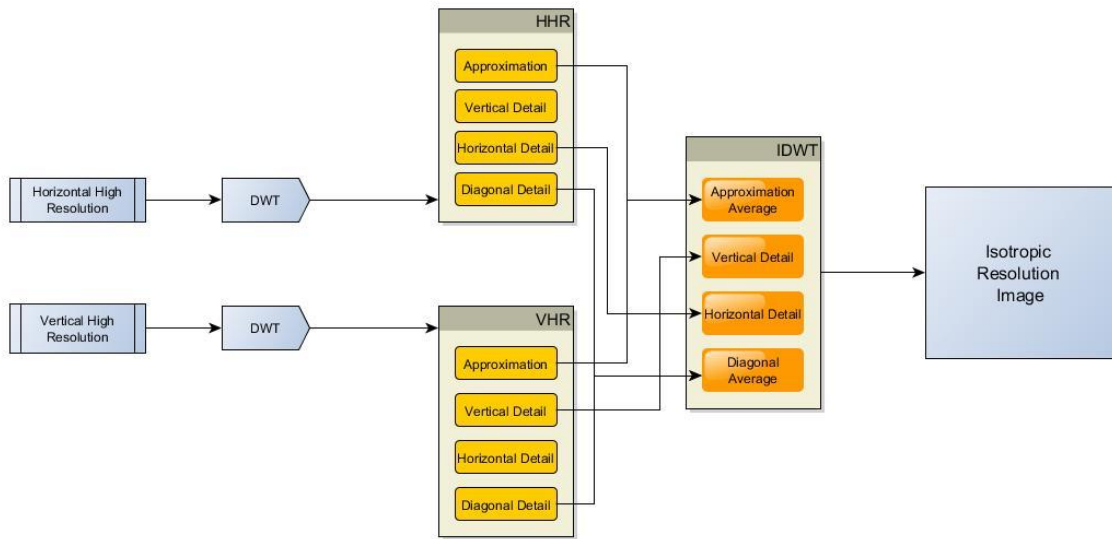 HHR
Approximation
Vertical Detail
Horizontal Detail
Diagonal Detail
Horizontal High
Resolution
DWT
Vertical High
Resolution
DWT
VHR
Approximation
Vertical Detail
Horizontal Detail
Diagonal Detail
IDWT
Approximation
Average
Vertical Detail
Horizontal Detail
Diagonal
Average
Isotropic
Resolution
Image